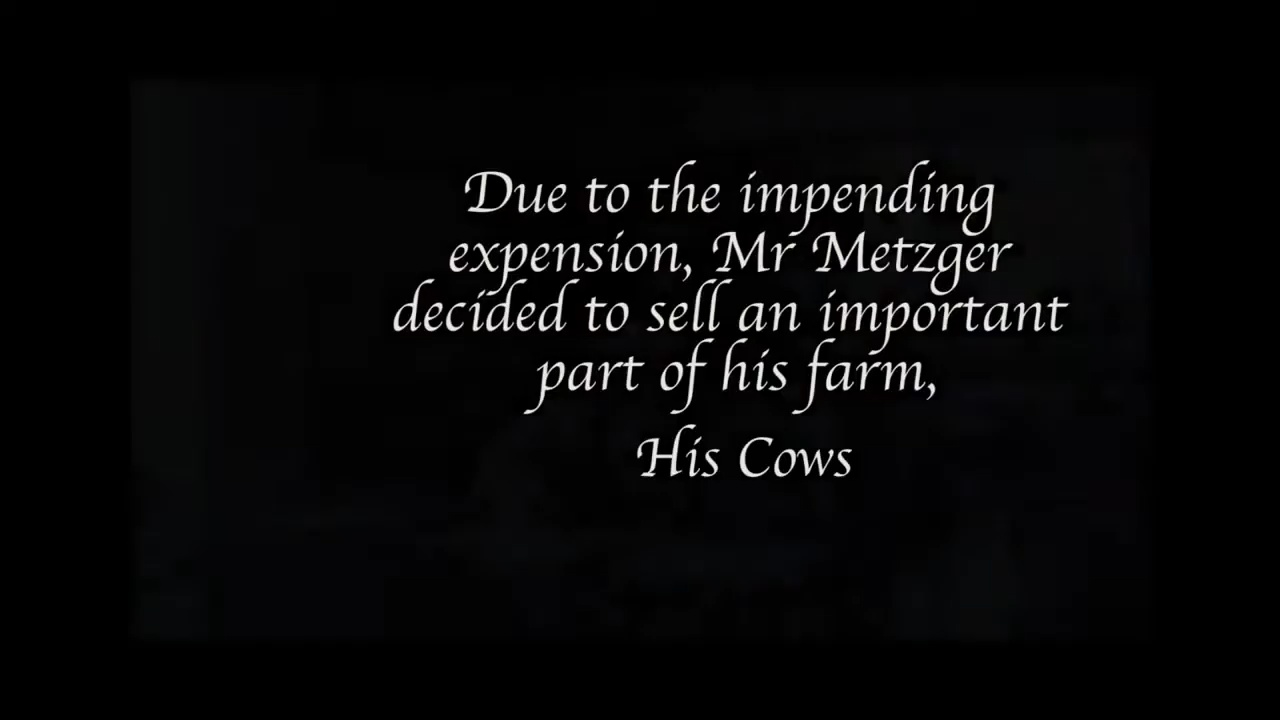 Due to the impending
expension, Mr Metzger
decided to sell an important
part of his farm,
His Cows